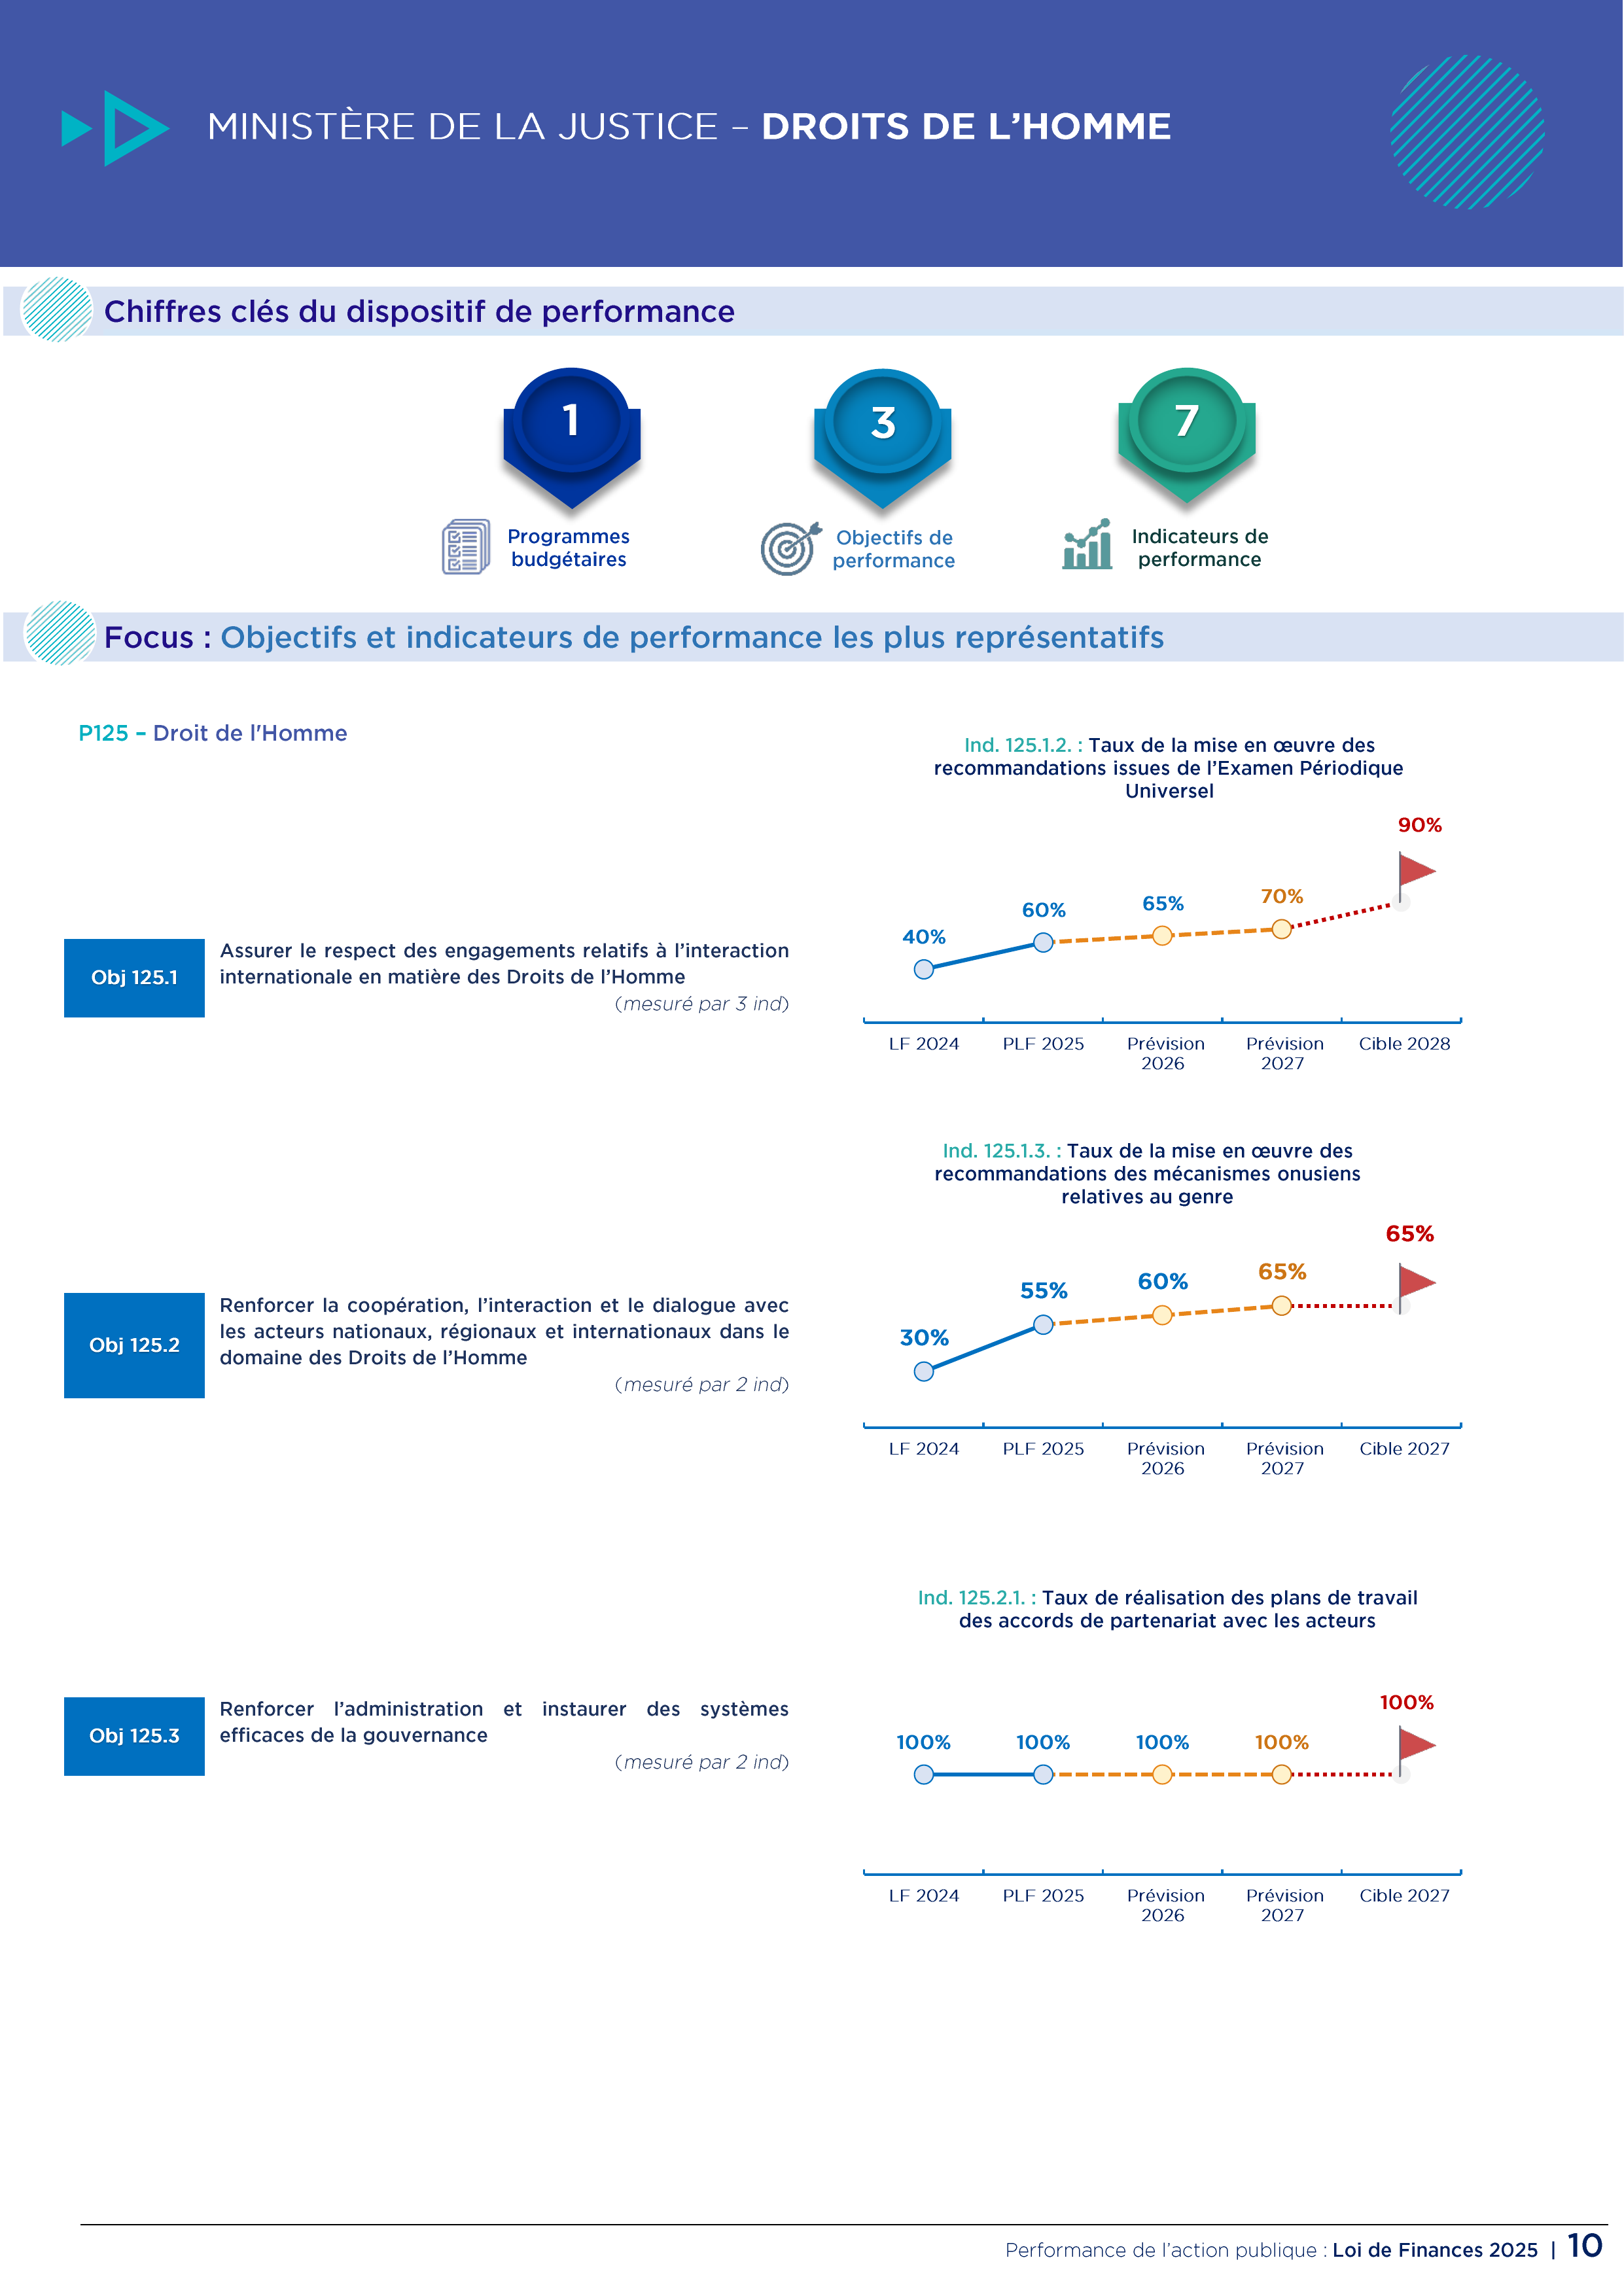 MINISTÈRE DE LA JUSTICE – DROITS DE L’HOMME
Chiffres clés du dispositif de performance
1
3
7
Programmes
budgétaires
Objectifs de
performance
Indicateurs de
performance
Focus : Objectifs et indicateurs de performance les plus représentatifs
P125 – Droit de l'Homme
Obj 125.1
Assurer le respect des engagements relatifs à l’interaction
internationale en matière des Droits de l’Homme
(mesuré par 3 ind)
Ind. 125.1.2. : Taux de la mise en œuvre des
recommandations issues de l’Examen Périodique
Universel
40%
60%
65%
70%
90%
LF 2024
PLF 2025
Prévision
2026
Prévision
2027
Cible 2028
Obj 125.2
Renforcer la coopération, l’interaction et le dialogue avec
les acteurs nationaux, régionaux et internationaux dans le
domaine des Droits de l’Homme
(mesuré par 2 ind)
Ind. 125.1.3. : Taux de la mise en œuvre des
recommandations des mécanismes onusiens
relatives au genre
30%
55%
60%
65%
65%
LF 2024
PLF 2025
Prévision
2026
Prévision
2027
Cible 2027
Obj 125.3
Renforcer l’administration et instaurer des systèmes
efficaces de la gouvernance
(mesuré par 2 ind)
Ind. 125.2.1. : Taux de réalisation des plans de travail
des accords de partenariat avec les acteurs
100%
100%
100%
100%
100%
LF 2024
PLF 2025
Prévision
2026
Prévision
2027
Cible 2027
Performance de l’action publique : Loi de Finances 2025 | 10